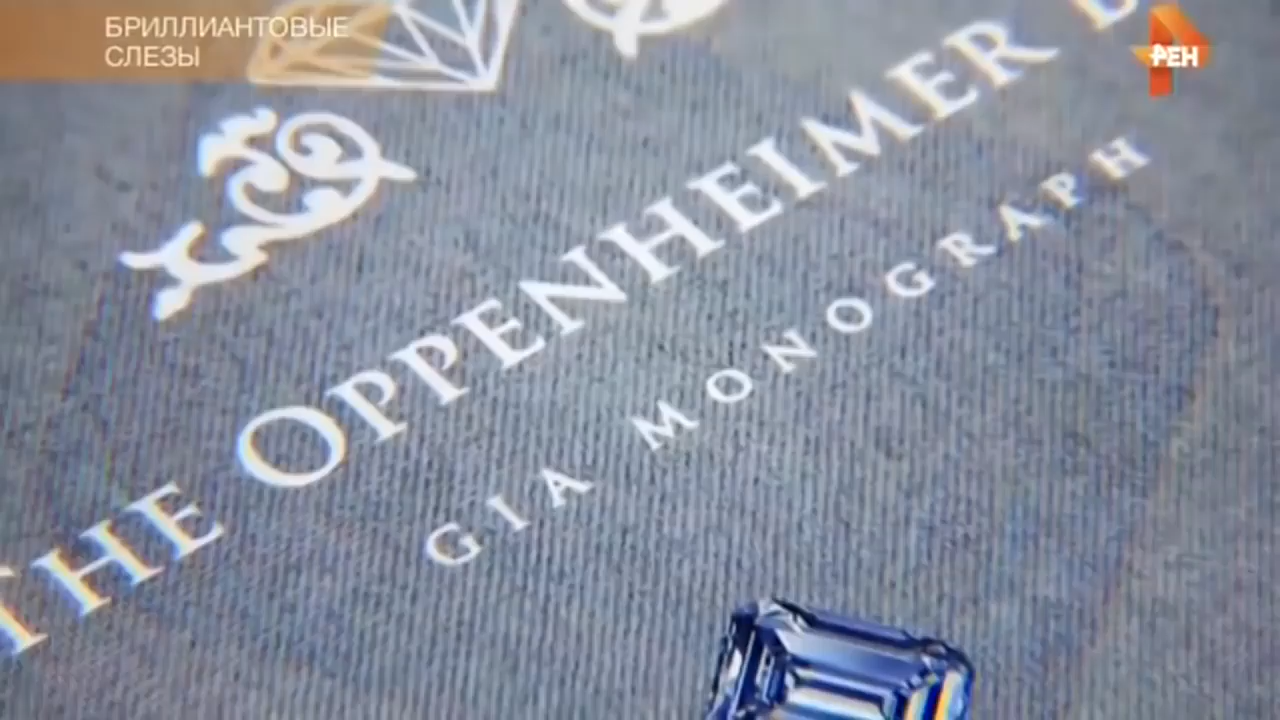 БРИЛЛИАНТОВЫЕ
СЛЕЗЫ
РЕН
THE OPPENHEIMER
GIA MONOGRAPH